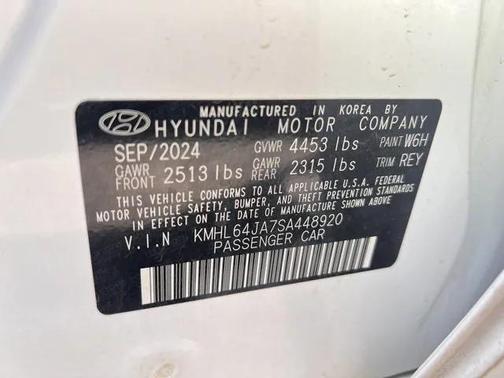 MANUFACTURED IN KOREA BY
HYUNDAI MOTOR COMPANY
SEP/2024 GVWR 4453 lbs PAINT W6H
GAWR FRONT 2513 lbs GAWR REAR 2315 lbs TRIM REY
THIS VEHICLE CONFORMS TO ALL APPLICABLE U.S.A. FEDERAL
MOTOR VEHICLE SAFETY, BUMPER, AND THEFT PREVENTION STANDARDS
IN EFFECT ON THE DATE OF MANUFACTURE SHOWN ABOVE.
V.I.N KMHL64JA7SA448920
PASSENGER CAR